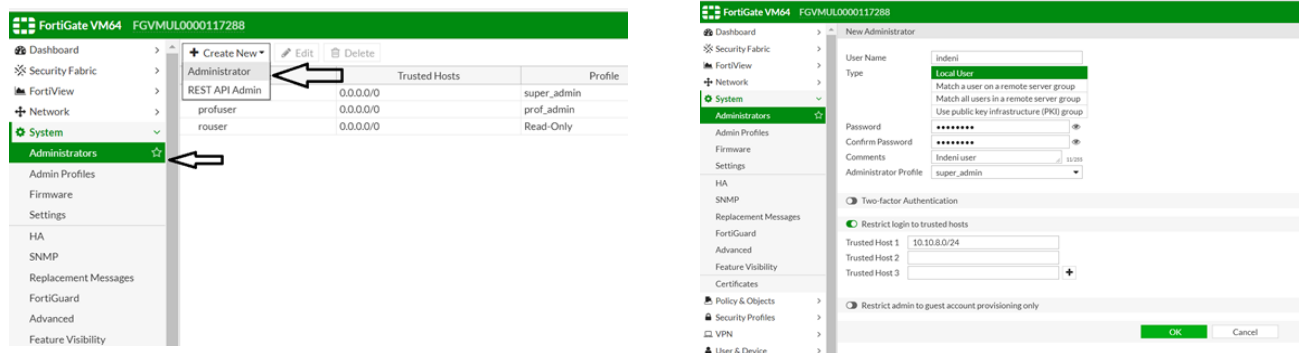 FortiGate VM64 FGVMUL0000117288
Dashboard
Security Fabric
FortiView
Network
System
Administrators
Admin Profiles
Firmware
Settings
HA
SNMP
Replacement Messages
FortiGuard
Advanced
Feature Visibility
+ Create New Edit Delete
Administrator
REST API Admin
Trusted Hosts Profile
0.0.0.0/0 super_admin
profuser 0.0.0.0/0 prof_admin
rouser 0.0.0.0/0 Read-Only
FortiGate VM64 FGVMUL0000117288
Dashboard
Security Fabric
FortiView
Network
System
Administrators
Admin Profiles
Firmware
Settings
HA
SNMP
Replacement Messages
FortiGuard
Advanced
Feature Visibility
Certificates
Policy & Objects
Security Profiles
VPN
User & Device
New Administrator
User Name indeni
Type Local User
Match a user on a remote server group
Match all users in a remote server group
Use public key infrastructure (PKI) group
Password ••••••••
Confirm Password ••••••••
Comments Indeni user 11/255
Administrator Profile super_admin
Two-factor Authentication
Restrict login to trusted hosts
Trusted Host 1 10.10.8.0/24
Trusted Host 2
Trusted Host 3 +
Restrict admin to guest account provisioning only
OK Cancel